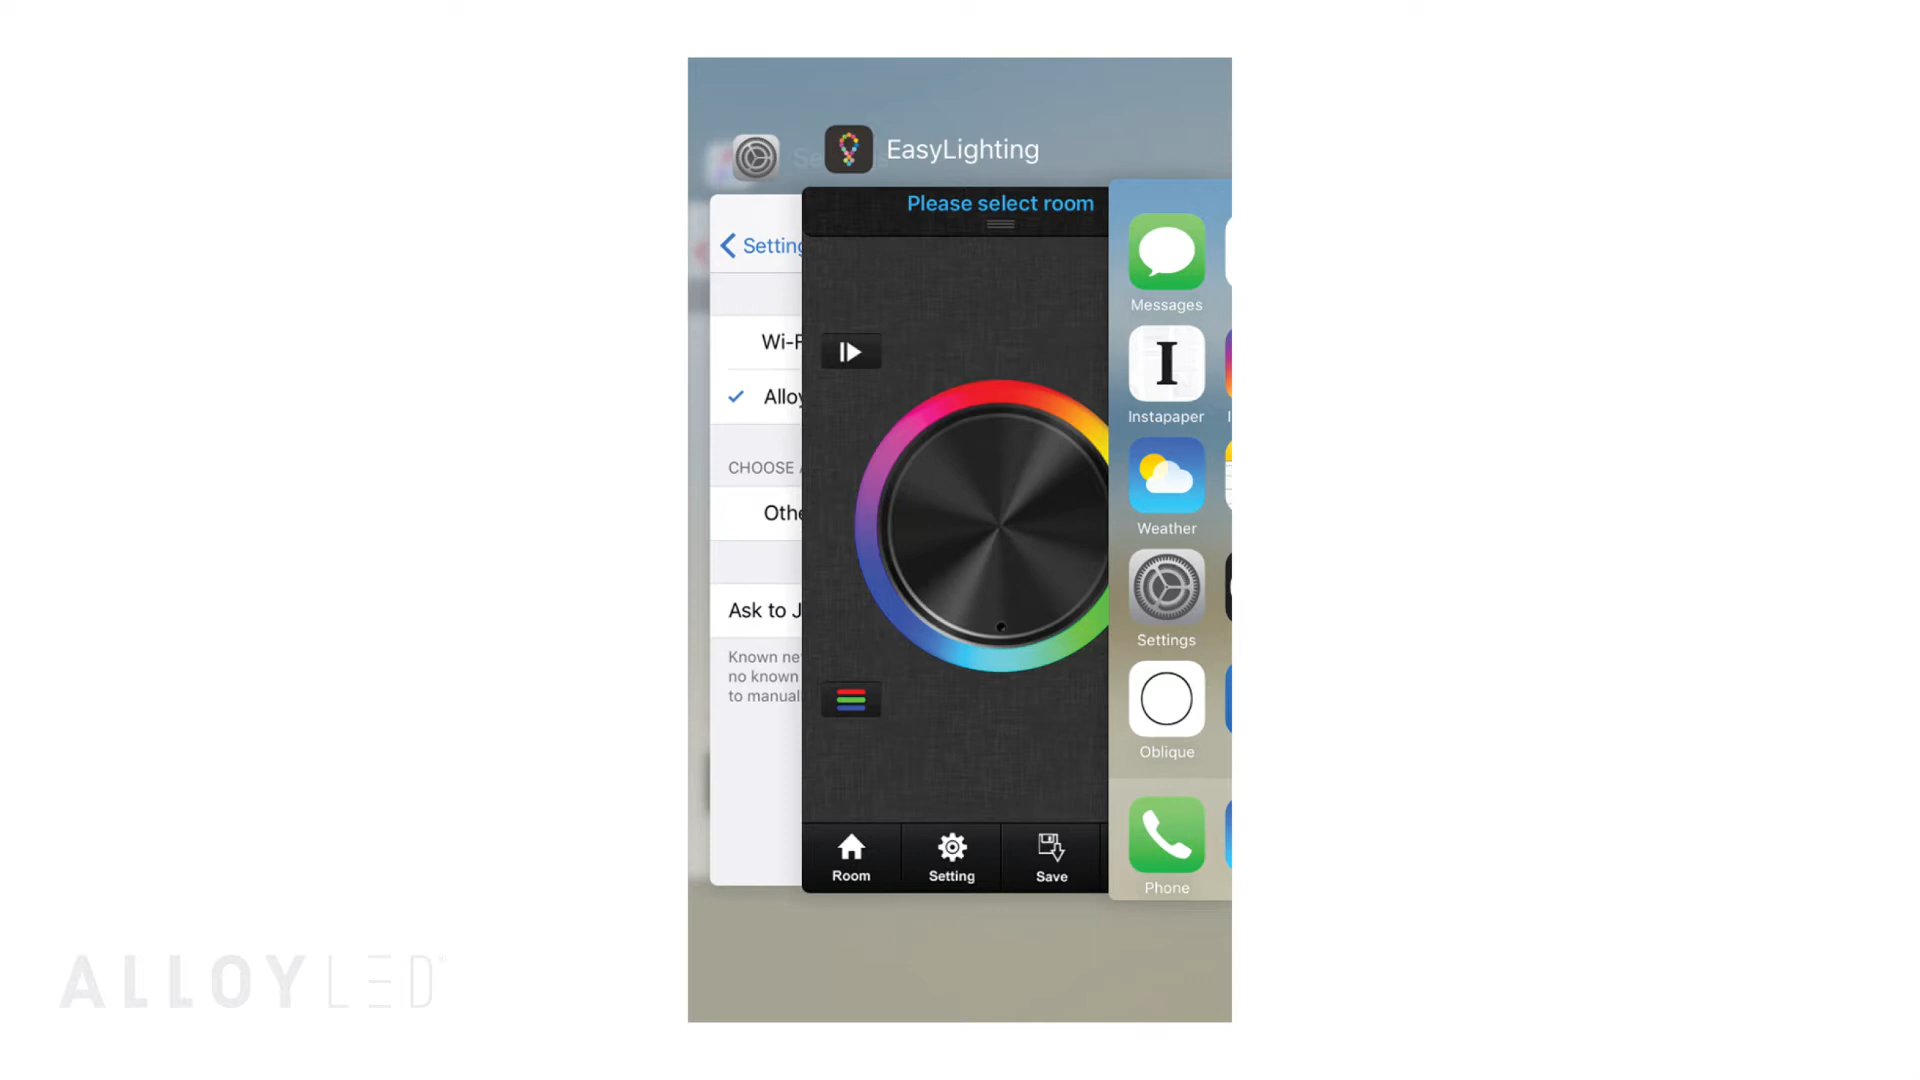 EasyLighting
Please select room
Settin
Wi-F
Alloy
CHOOSE
Othe
Ask to J
Known ne
no known
to manual
Messages
Instapaper
Weather
Settings
Oblique
Phone
Room
Setting
Save
ALLOYLED